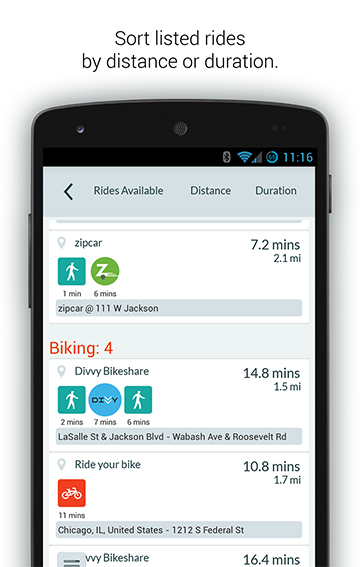 Sort listed rides
by distance or duration.
11:16
Rides Available Distance Duration
zipcar 7.2 mins
2.1 mi
Z
1 min 6 mins
zipcar @ 111 W Jackson
Biking: 4
Divvy Bikeshare 14.8 mins
1.5 mi
DIVVY
2 mins 7 mins 6 mins
LaSalle St & Jackson Blvd - Wabash Ave & Roosevelt Rd
Ride your bike 10.8 mins
1.7 mi
11 mins
Chicago, IL, United States - 1212 S Federal St
vvy Bikeshare 16.4 mins